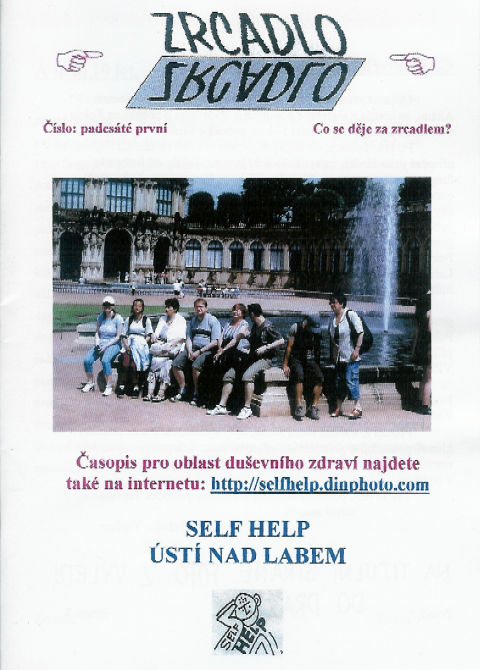 ZRCADLO
ZRCADLO
Číslo: padesáté první
Co se děje za zrcadlem?
Časopis pro oblast duševního zdraví najdete
také na internetu: http://selfhelp.dinphoto.com
SELF HELP
ÚSTÍ NAD LABEM
SELF
HELP